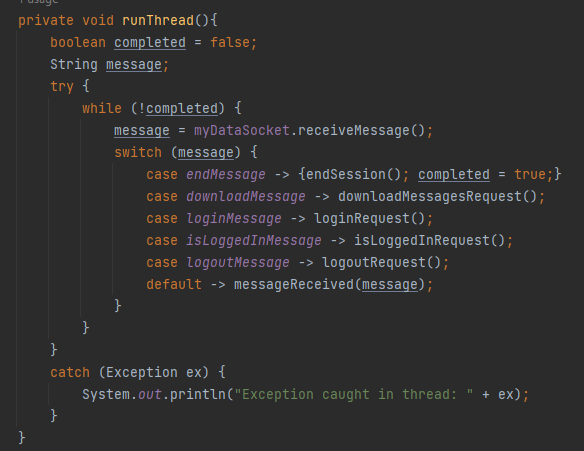 1 usage
private void runThread(){
boolean completed = false;
String message;
try {
while (!completed) {
message = myDataSocket.receiveMessage();
switch (message) {
case endMessage -> {endSession(); completed = true;}
case downloadMessage -> downloadMessagesRequest();
case loginMessage -> loginRequest();
case isLoggedInMessage -> isLoggedInRequest();
case logoutMessage -> logoutRequest();
default -> messageReceived(message);
}
}
}
catch (Exception ex) {
System.out.println("Exception caught in thread: " + ex);
}
}